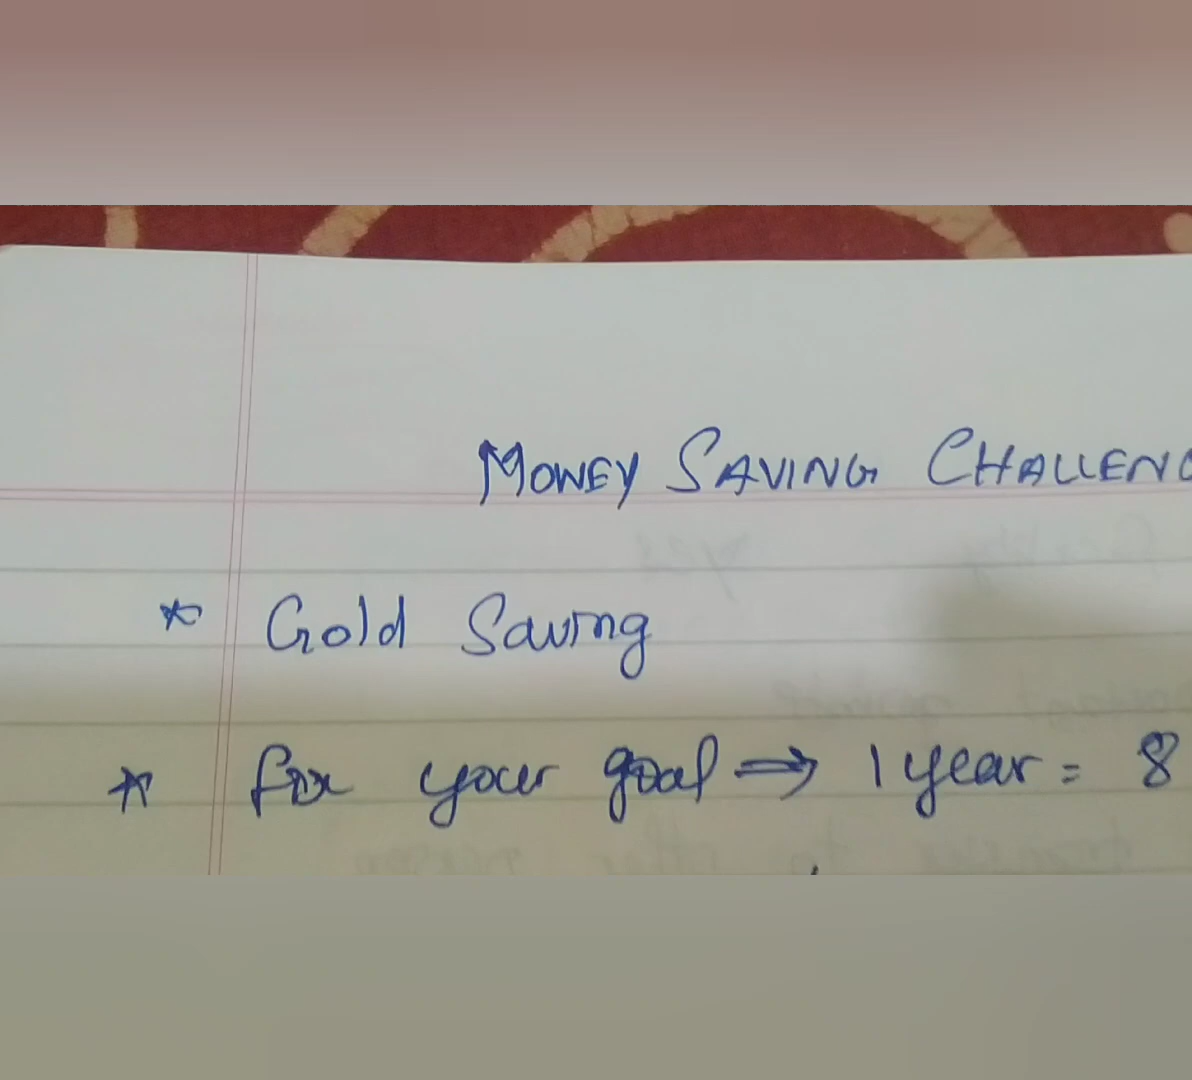 MONEY SAVING CHALLENG
* Gold Saving
* fix your goal ⇒ 1 year = 8